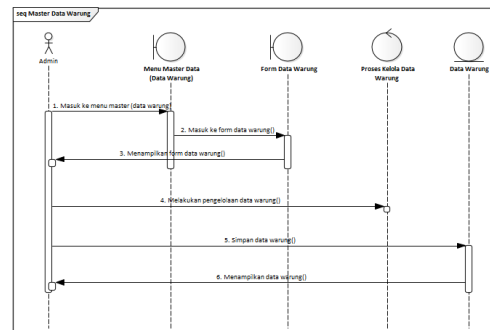 seq Master Data Warung
Admin
Menu Master Data
(Data Warung)
Form Data Warung
Proses Kelola Data
Warung
Data Warung
1. Masuk ke menu master (data warung)
2. Masuk ke form data warung()
3. Menampilkan form data warung()
4. Melakukan pengelolaan data warung()
5. Simpan data warung()
6. Menampilkan data warung()